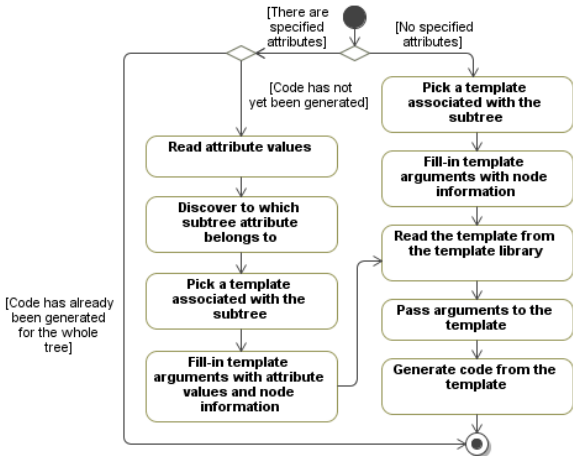 [There are
specified
attributes]
[No specified
attributes]
[Code has not
yet been generated]
Pick a template
associated with the
subtree
Read attribute values
Fill-in template
arguments with node
information
Discover to which
subtree attribute
belongs to
Read the template from
the template library
Pick a template
associated with the
subtree
[Code has already
been generated
for the whole
tree]
Pass arguments to the
template
Fill-in template
arguments with attribute
values and node
information
Generate code from the
template